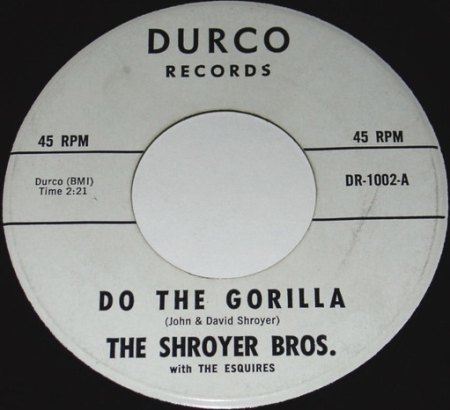 DURCO
RECORDS
45 RPM
45 RPM
Durco (BMI)
Time 2:21
DR-1002-A
DO THE GORILLA
(John & David Shroyer)
THE SHROYER BROS.
with THE ESQUIRES